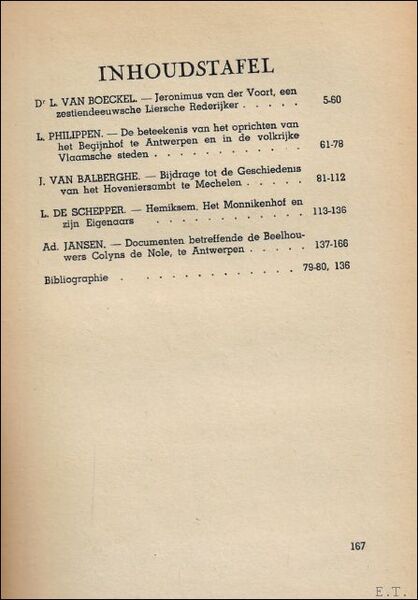 INHOUDSTAFEL
Dr L. VAN BOECKEL. — Jeronimus van der Voort, een
zestiendeeuwsche Liersche Rederijker . . . . . 5-60
L. PHILIPPEN. — De beteekenis van het oprichten van
het Begijnhof te Antwerpen en in de volkrijke
Vlaamsche steden . . . . . . . . . . . 61-78
J. VAN BALBERGHE. — Bijdrage tot de Geschiedenis
van het Hoveniersambt te Mechelen . . . . . 81-112
L. DE SCHEPPER. — Hemiksem, Het Monnikenhof en
zijn Eigenaars . . . . . . . . . . . . 113-136
Ad. JANSEN. — Documenten betreffende de Beelhou-
wers Colyns de Nole, te Antwerpen . . . . . 137-166
Bibliographie . . . . . . . . . . . . 79-80, 136
167
E.T.